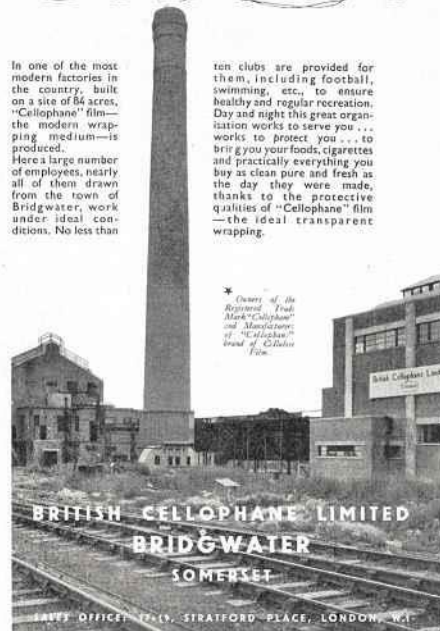 In one of the most
modern factories in
the country, built
on a site of 84 acres,
"Cellophane" film—
the modern wrap-
ping medium—is
produced.
Here a large number
of employees, nearly
all of them drawn
from the town of
Bridgwater, work
under ideal con-
ditions. No less than
ten clubs are provided for
them, including football,
swimming, etc., to ensure
healthy and regular recreation.
Day and night this great organ-
isation works to serve you ...
works to protect you ... to
bring you your foods, cigarettes
and practically everything you
buy as clean pure and fresh as
the day they were made,
thanks to the protective
qualities of "Cellophane" film
—the ideal transparent
wrapping.
★
Owners of the
Registered Trade
Mark "Cellophane"
and Manufacturers
of "Cellophane"
brand of Cellulose
Film.
British Cellophane Limited
BRITISH CELLOPHANE LIMITED
BRIDGWATER
SOMERSET
SALES OFFICE: STRATFORD PLACE, LONDON, W.1